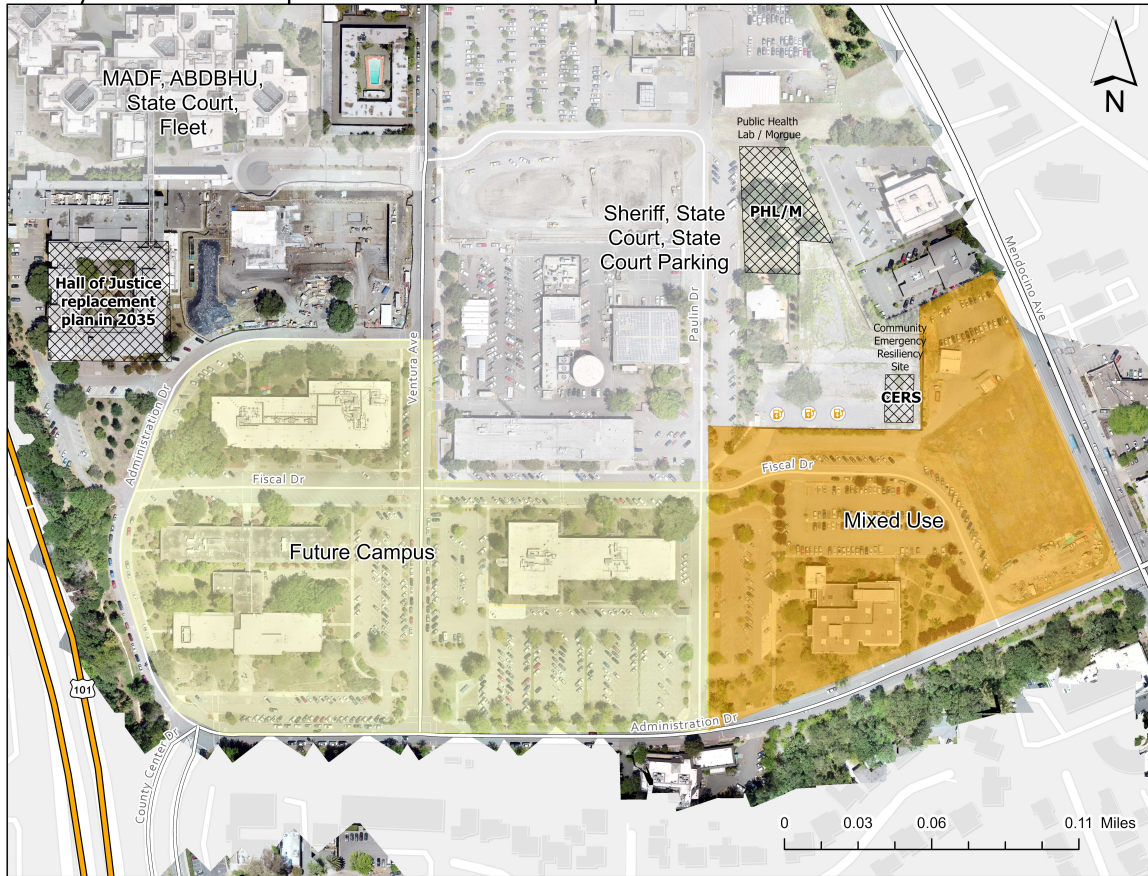 MADF, ABDBHU,
State Court,
Fleet
N
Public Health
Lab / Morgue
PHL/M
Sheriff, State
Court, State
Court Parking
Mendocino Ave
Hall of Justice
replacement
plan in 2035
Ventura Ave
Paulin Dr
Community
Emergency
Resiliency
Site
CERS
Administration Dr
Fiscal Dr
Fiscal Dr
Mixed Use
Future Campus
101
Administration Dr
County Center Dr
0 0.03 0.06 0.11 Miles